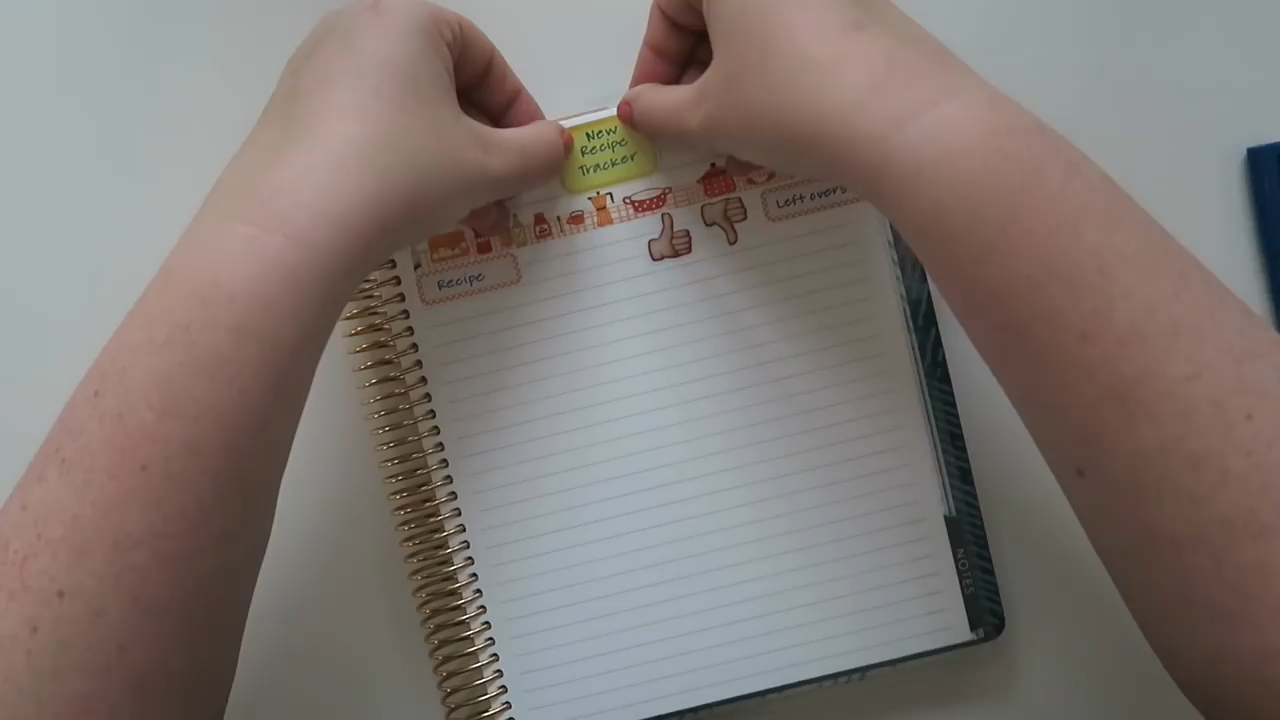 New
Recipe
Tracker
Left overs
Recipe
NOTES